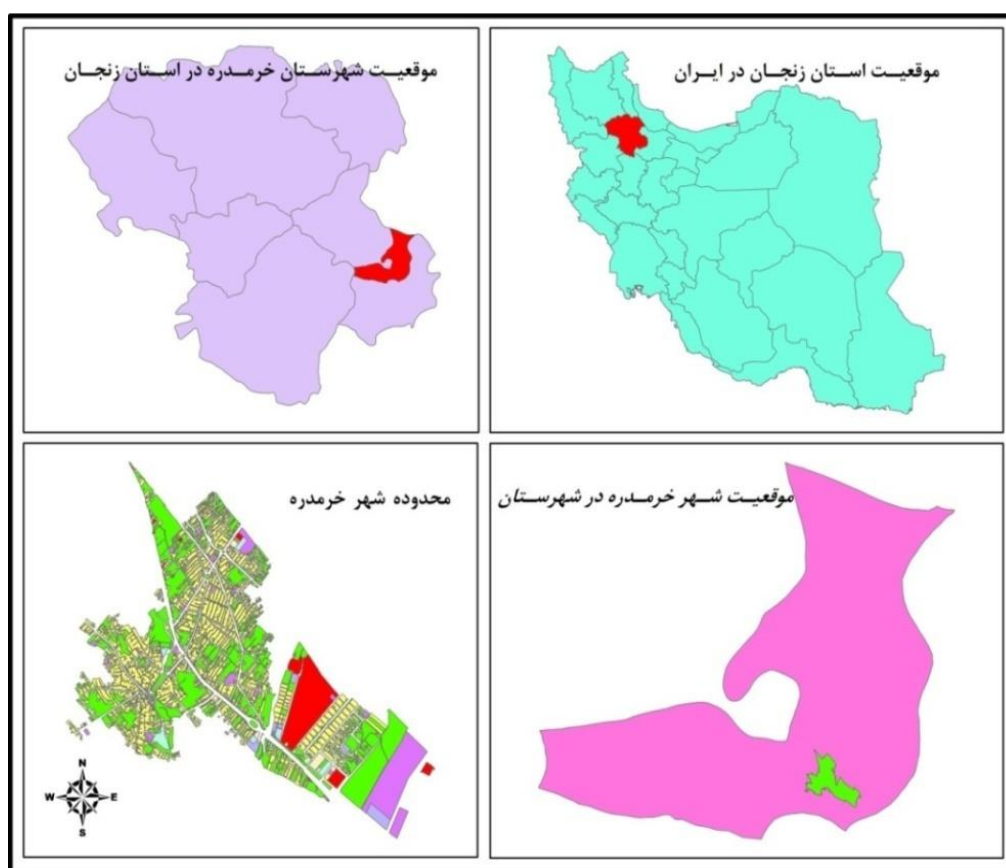 موقعیت استان زنجان در ایران
موقعیت شهرستان خرمدره در استان زنجان
موقعیت شهر خرمدره در شهرستان
محدوده شهر خرمدره
N
W
E
S